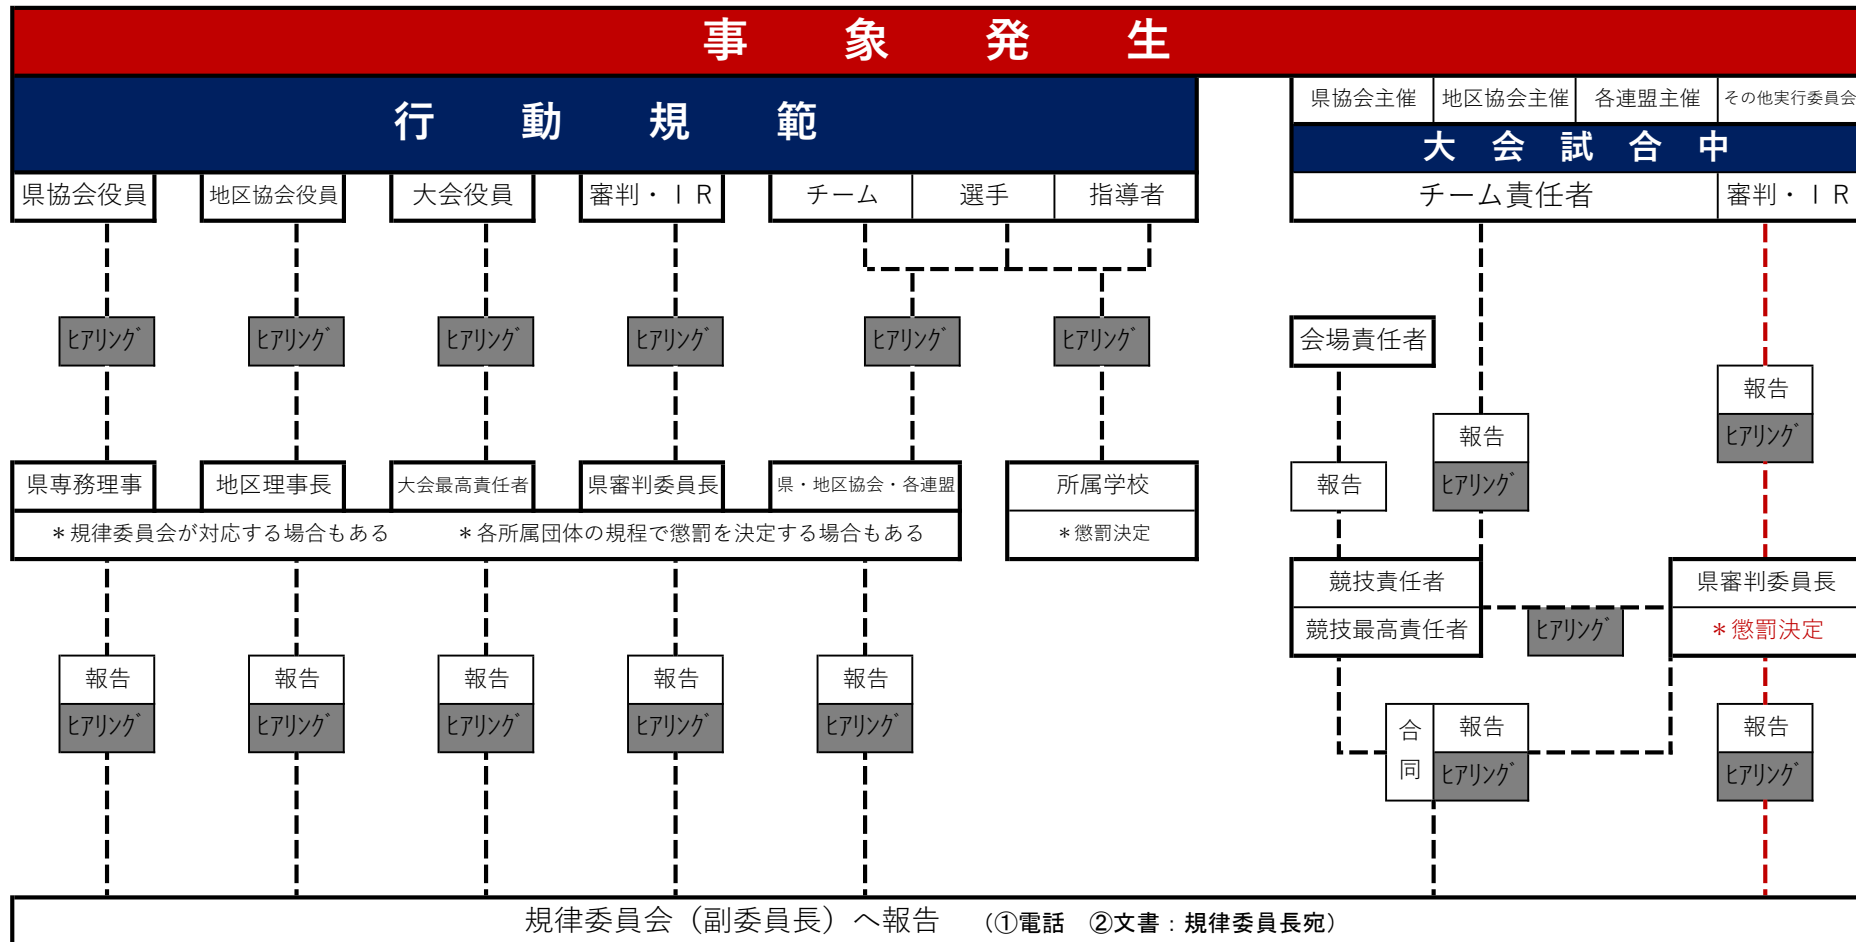 事象発生
行動規範
県協会主催 地区協会主催 各連盟主催 その他実行委員会
大会試合中
県協会役員 地区協会役員 大会役員 審判・ＩＲ チーム 選手 指導者
チーム責任者 審判・ＩＲ
ﾋｱﾘﾝｸﾞ ﾋｱﾘﾝｸﾞ ﾋｱﾘﾝｸﾞ ﾋｱﾘﾝｸﾞ ﾋｱﾘﾝｸﾞ ﾋｱﾘﾝｸﾞ
会場責任者
報告
ﾋｱﾘﾝｸﾞ
報告
ﾋｱﾘﾝｸﾞ
県専務理事 地区理事長 大会最高責任者 県審判委員長 県・地区協会・各連盟 所属学校
報告
＊規律委員会が対応する場合もある ＊各所属団体の規程で懲罰を決定する場合もある
＊懲罰決定
競技責任者
競技最高責任者
ﾋｱﾘﾝｸﾞ
県審判委員長
＊懲罰決定
報告 報告 報告 報告 報告
ﾋｱﾘﾝｸﾞ ﾋｱﾘﾝｸﾞ ﾋｱﾘﾝｸﾞ ﾋｱﾘﾝｸﾞ ﾋｱﾘﾝｸﾞ
合同
報告
ﾋｱﾘﾝｸﾞ
報告
ﾋｱﾘﾝｸﾞ
規律委員会（副委員長）へ報告 （①電話 ②文書：規律委員長宛）